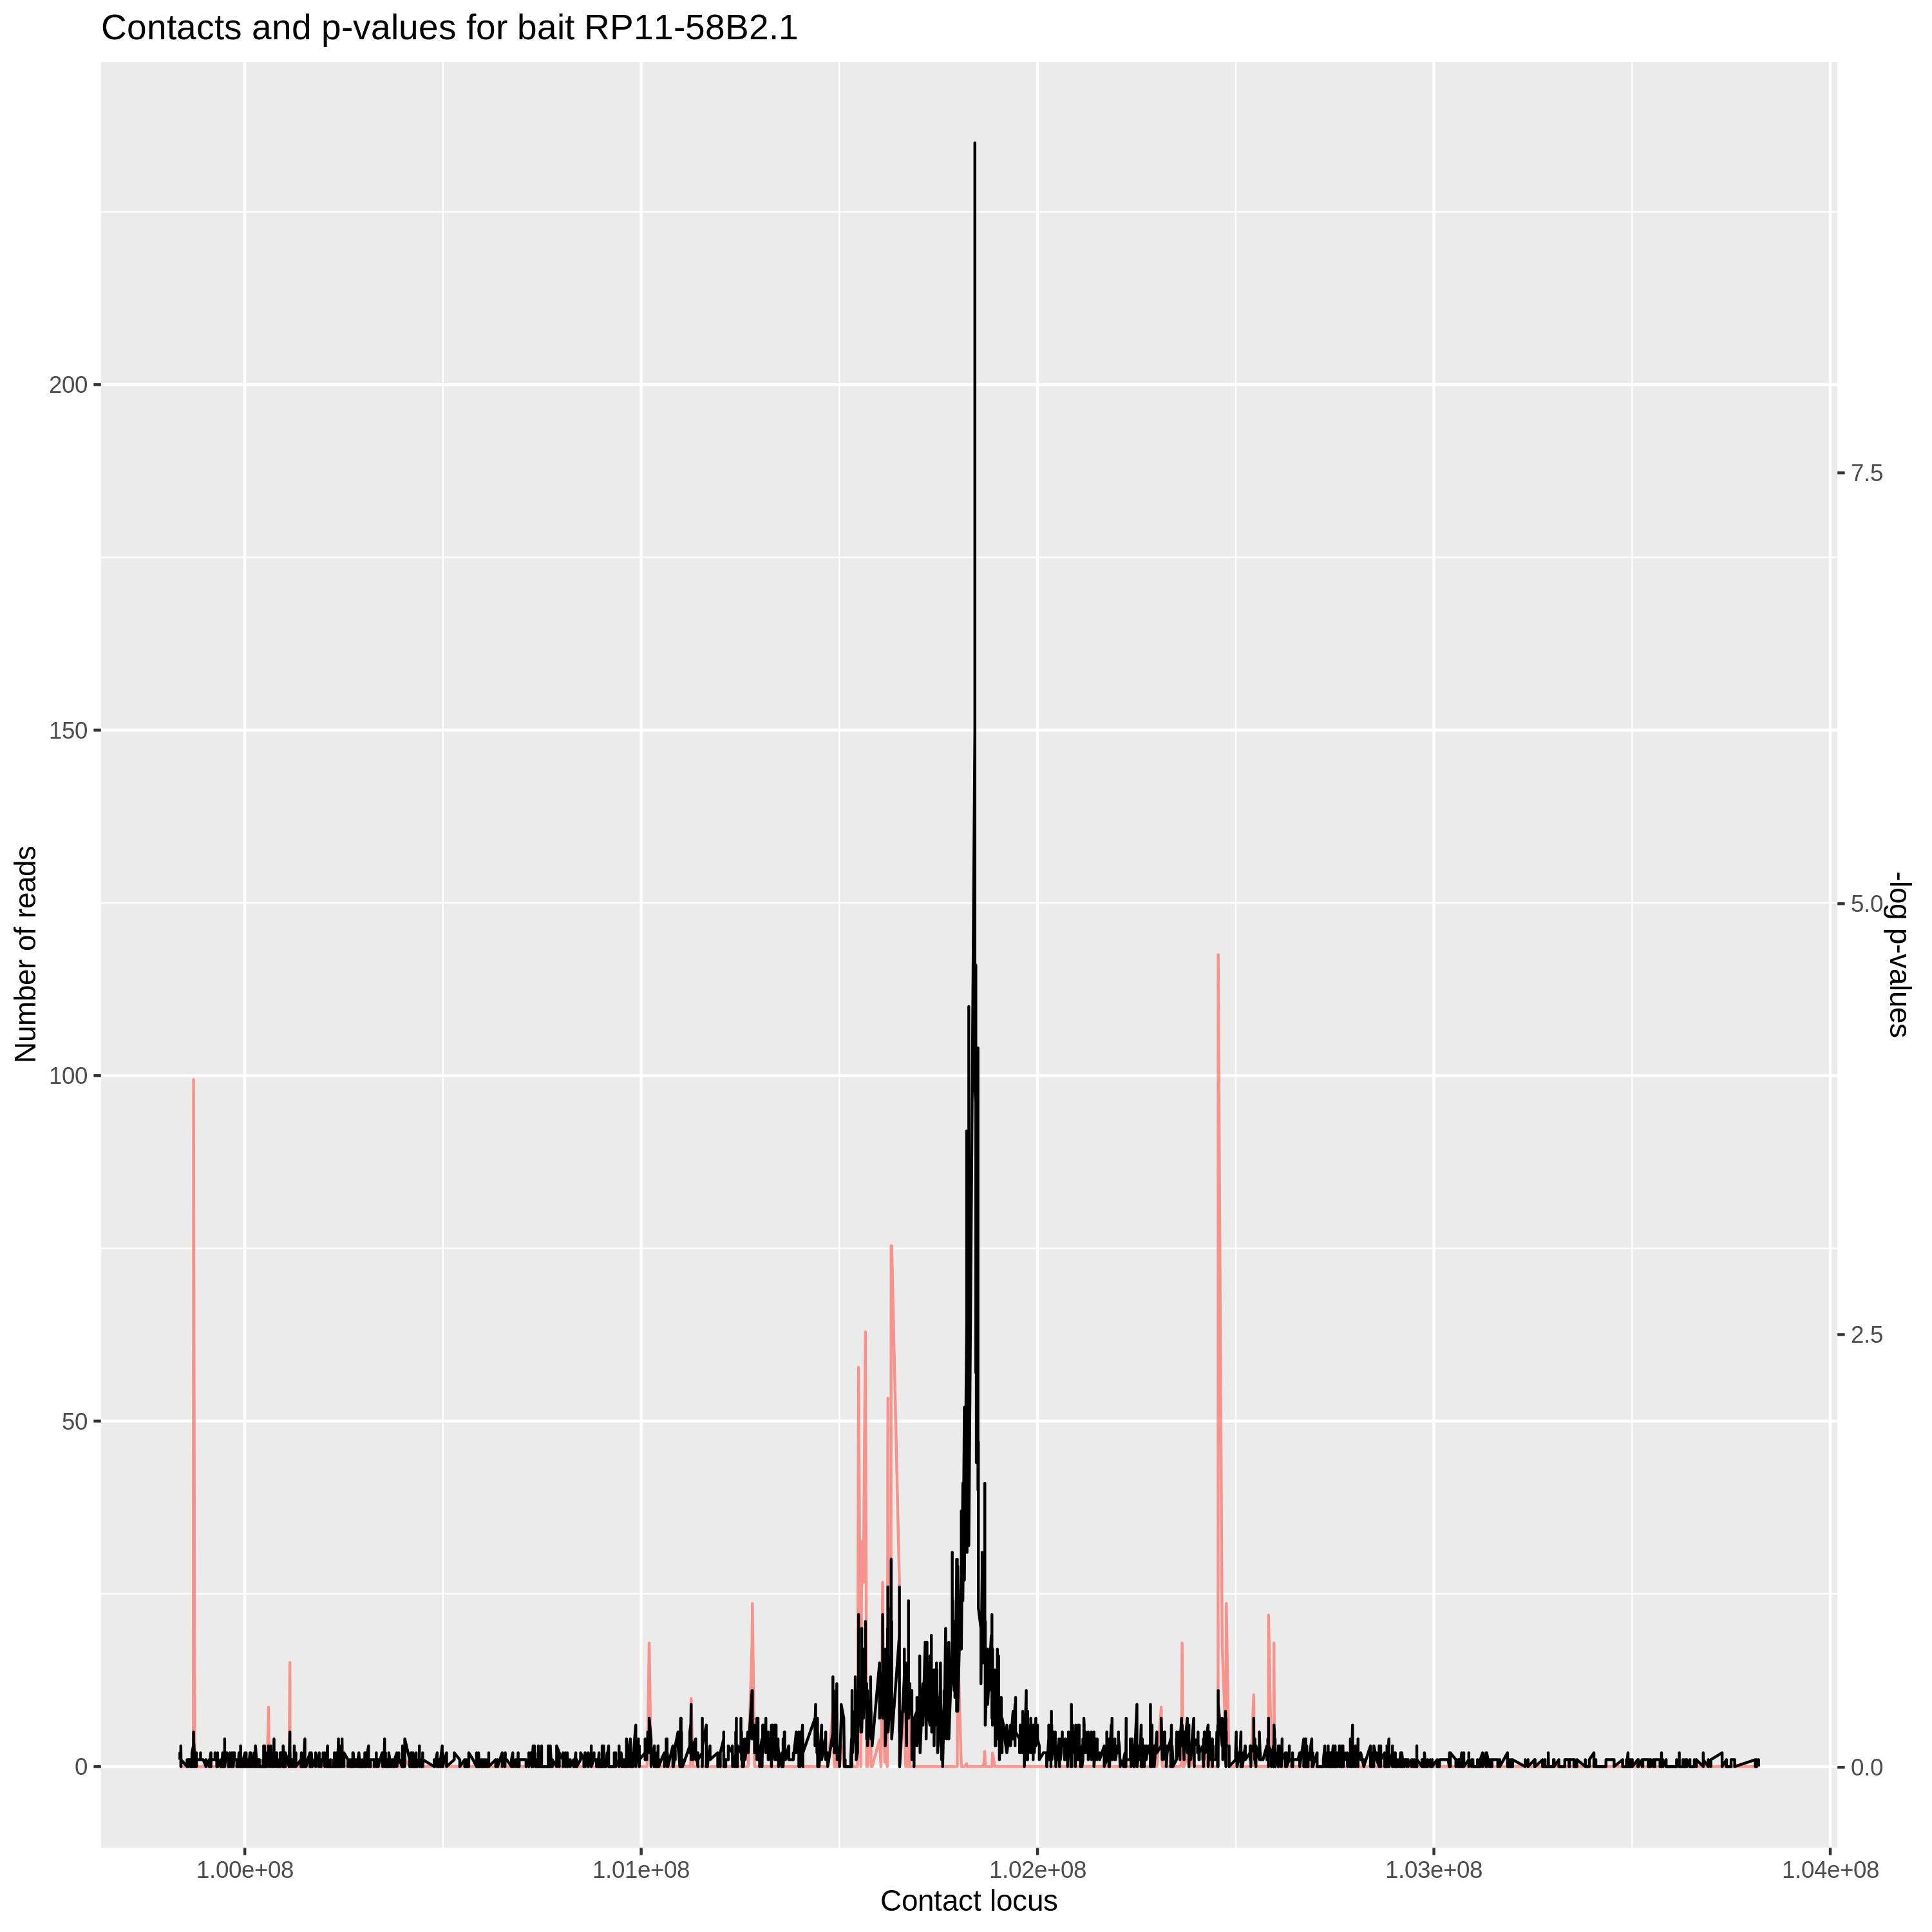 Contacts and p-values for bait RP11-58B2.1
Number of reads
200
150
100
50
0
7.5
5.0
2.5
0.0
-log p-values
1.00e+08
1.01e+08
1.02e+08
1.03e+08
1.04e+08
Contact locus